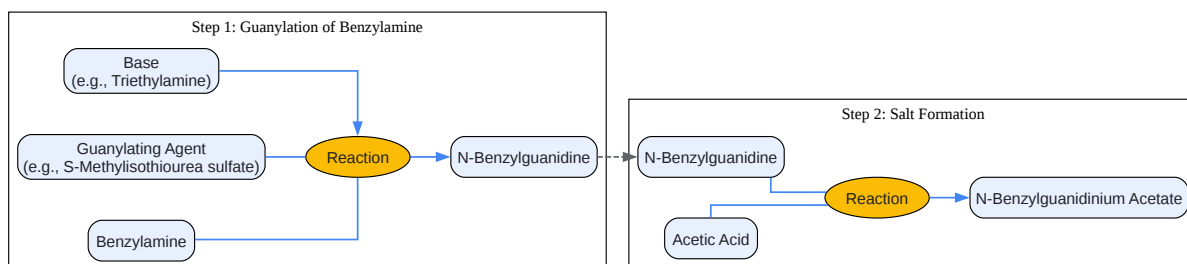 Step 1: Guanylation of Benzylamine
Base
(e.g., Triethylamine)
Guanylating Agent
(e.g., S-Methylisothiourea sulfate)
Reaction
N-Benzylguanidine
Benzylamine
Step 2: Salt Formation
N-Benzylguanidine
Reaction
N-Benzylguanidinium Acetate
Acetic Acid